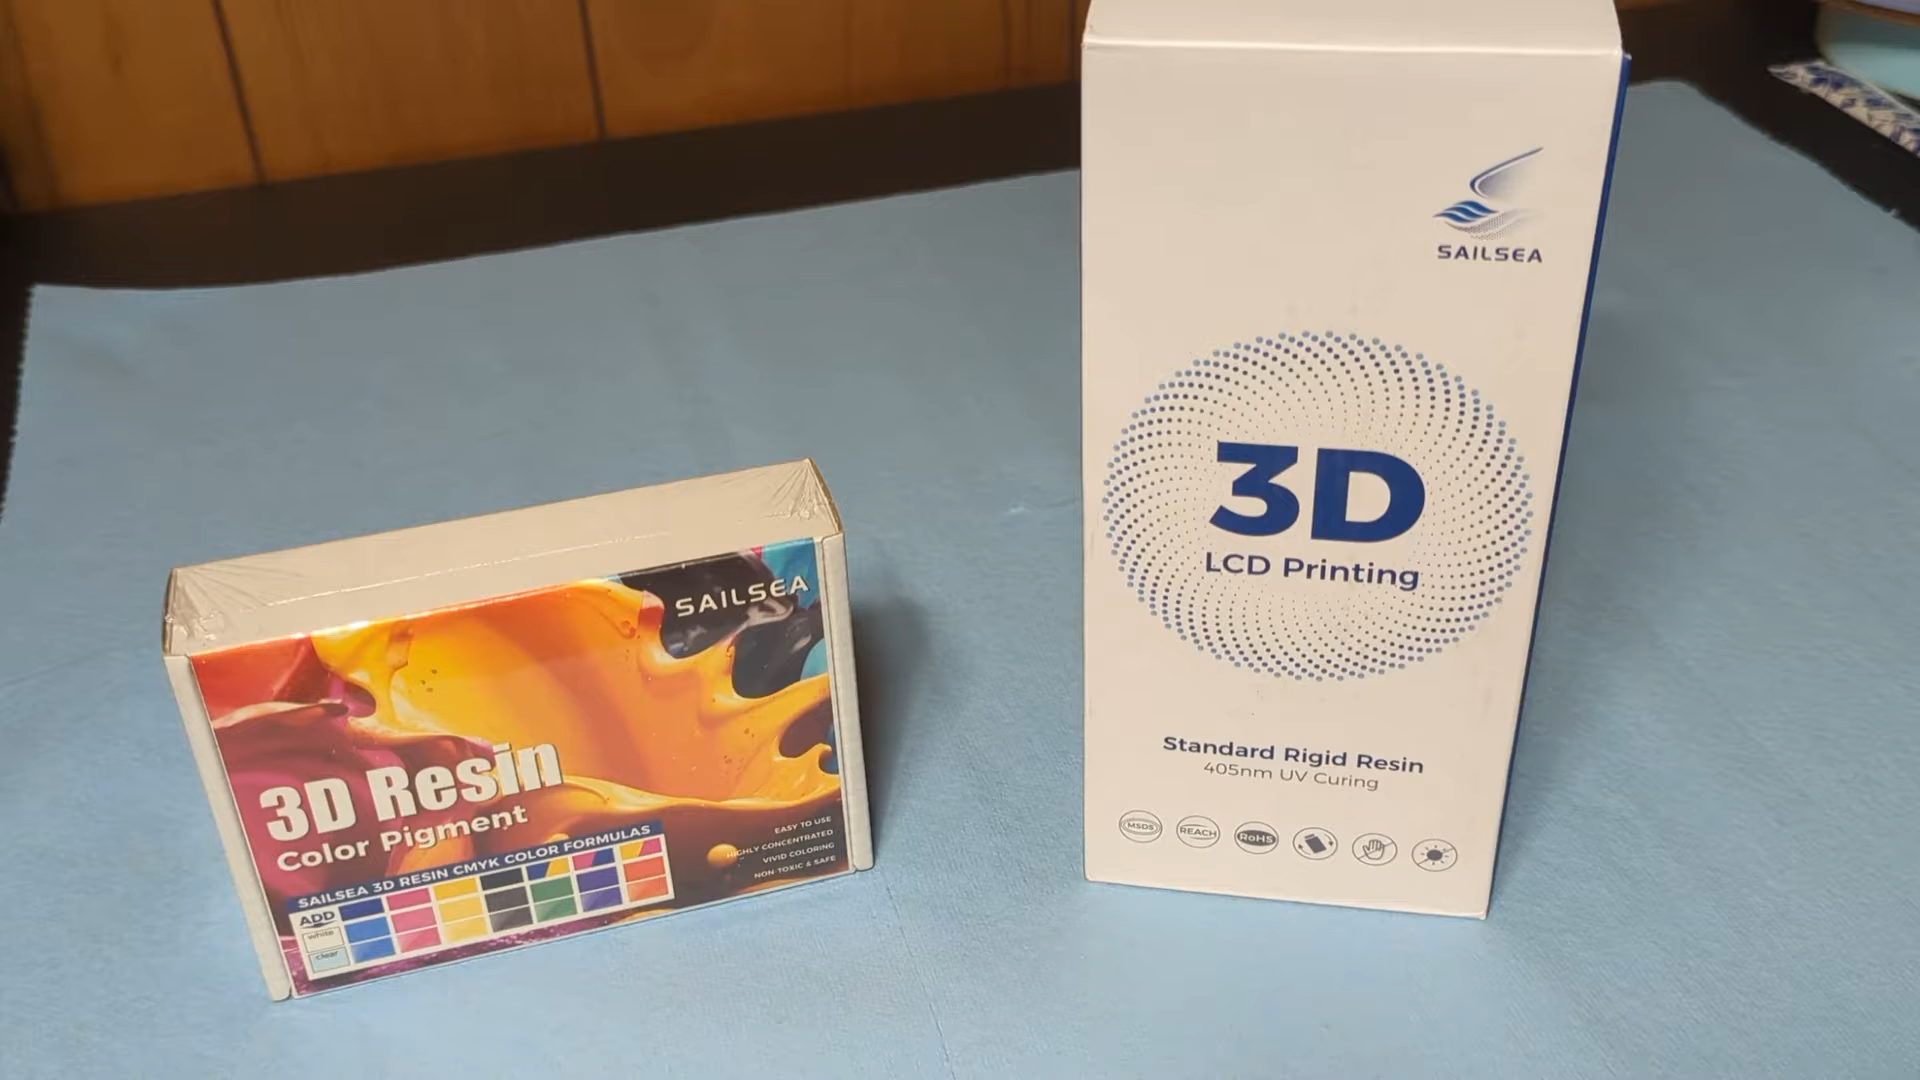 SAILSEA
3D Resin
Color Pigment
EASY TO USE
HIGHLY CONCENTRATED
VIVID COLORING
NON-TOXIC & SAFE
SAILSEA 3D RESIN CMYK COLOR FORMULAS
ADD
white
clear
SAILSEA
3D
LCD Printing
Standard Rigid Resin
405nm UV Curing
MSDS
REACH
RoHS